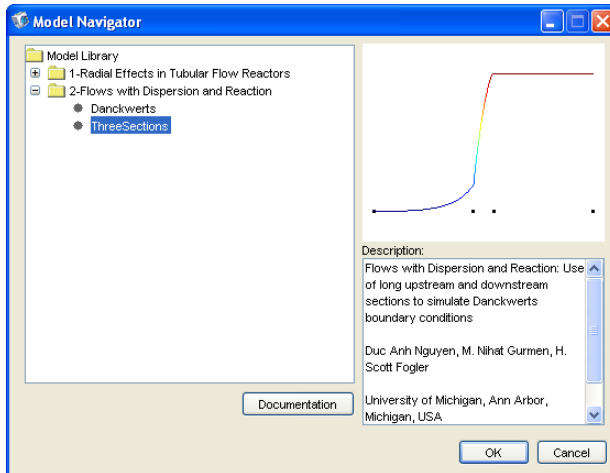 Model Navigator
Model Library
1-Radial Effects in Tubular Flow Reactors
2-Flows with Dispersion and Reaction
Danckwerts
ThreeSections
Description:
Flows with Dispersion and Reaction: Use
of long upstream and downstream
sections to simulate Danckwerts
boundary conditions
Duc Anh Nguyen, M. Nihat Gurmen, H.
Scott Fogler
University of Michigan, Ann Arbor,
Michigan, USA
Documentation
OK
Cancel